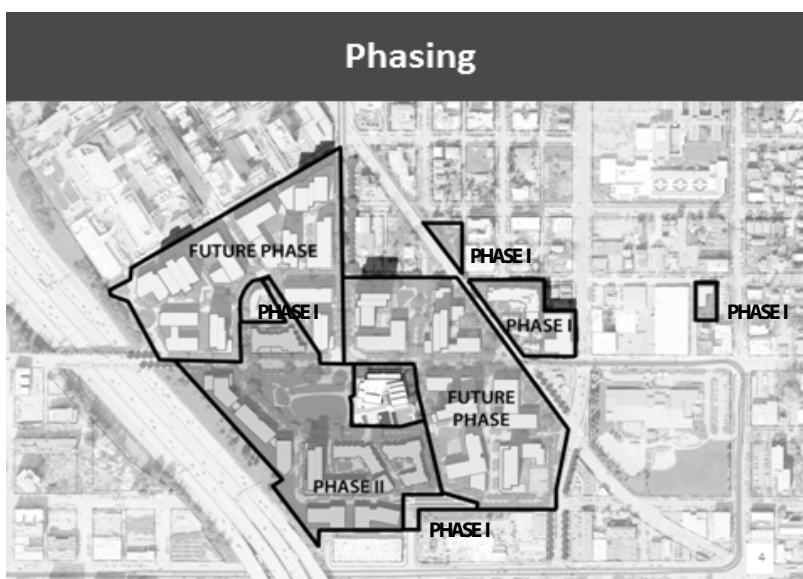 Phasing
FUTURE PHASE
PHASE I
PHASE I
PHASE I
PHASE I
FUTURE
PHASE
PHASE II
PHASE I
4